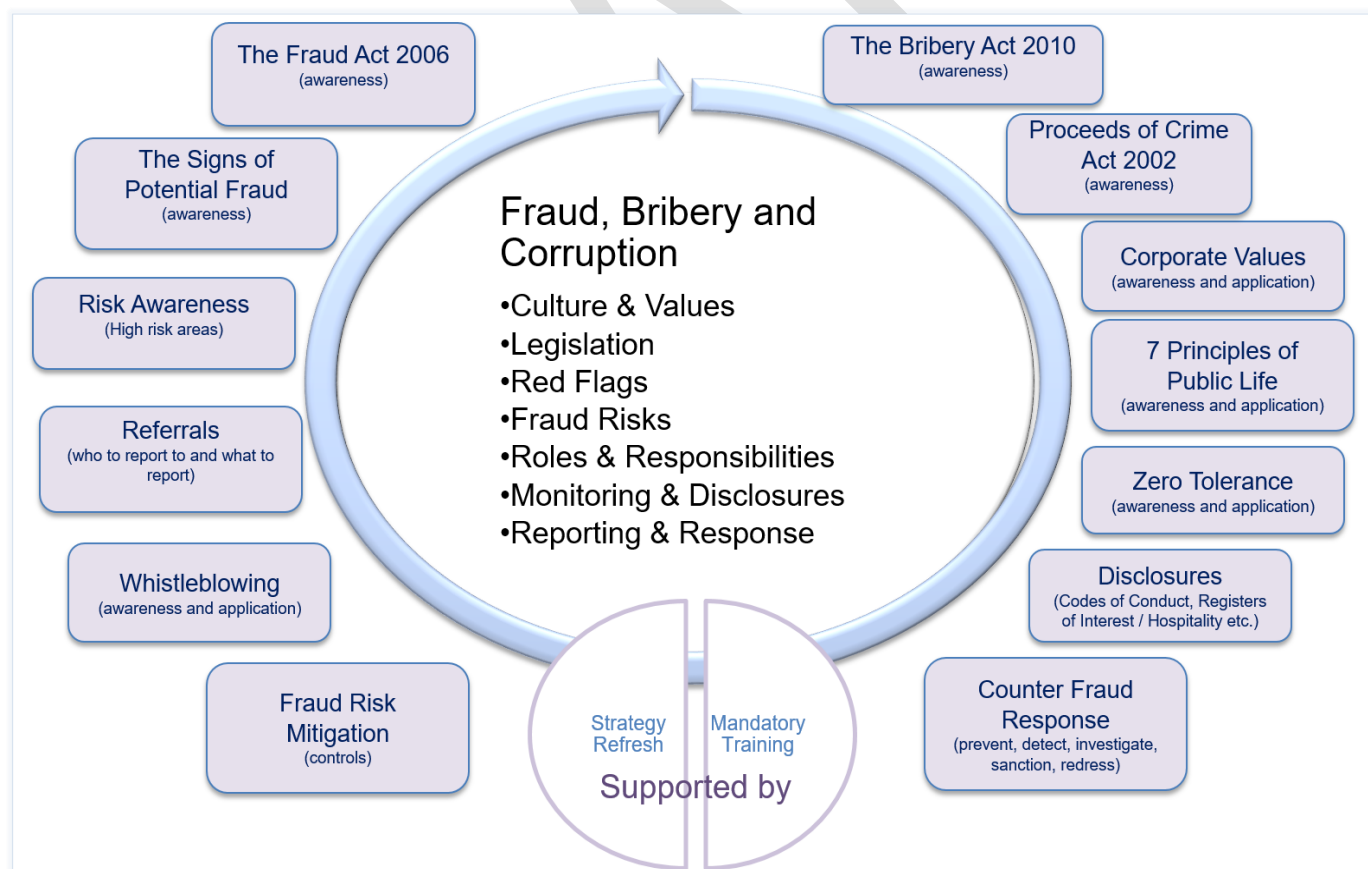 The Fraud Act 2006
(awareness)
The Bribery Act 2010
(awareness)
Proceeds of Crime
Act 2002
(awareness)
Corporate Values
(awareness and application)
7 Principles of
Public Life
(awareness and application)
Zero Tolerance
(awareness and application)
Disclosures
(Codes of Conduct, Registers
of Interest / Hospitality etc.)
Counter Fraud
Response
(prevent, detect, investigate,
sanction, redress)
Fraud Risk
Mitigation
(controls)
Whistleblowing
(awareness and application)
Referrals
(who to report to and what to
report)
Risk Awareness
(High risk areas)
The Signs of
Potential Fraud
(awareness)
Fraud, Bribery and
Corruption
•Culture & Values
•Legislation
•Red Flags
•Fraud Risks
•Roles & Responsibilities
•Monitoring & Disclosures
•Reporting & Response
Strategy
Refresh
Mandatory
Training
Supported by